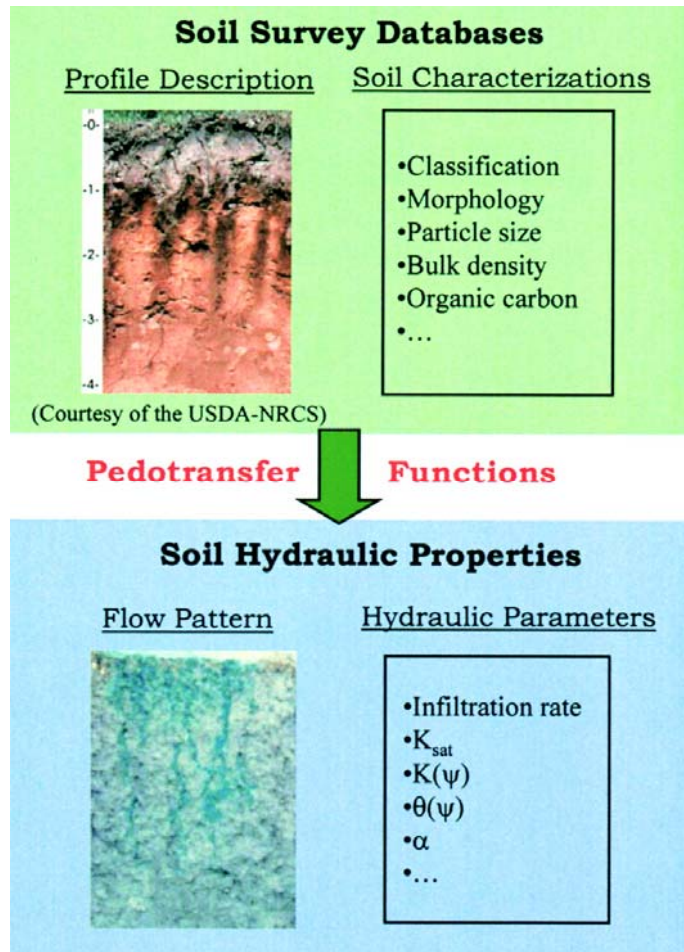 Soil Survey Databases
Profile Description
Soil Characterizations
-0-
-1-
-2-
-3-
-4-
•Classification
•Morphology
•Particle size
•Bulk density
•Organic carbon
•…
(Courtesy of the USDA-NRCS)
Pedotransfer Functions
Soil Hydraulic Properties
Flow Pattern
Hydraulic Parameters
•Infiltration rate
•Ksat
•K(ψ)
•θ(ψ)
•α
•…